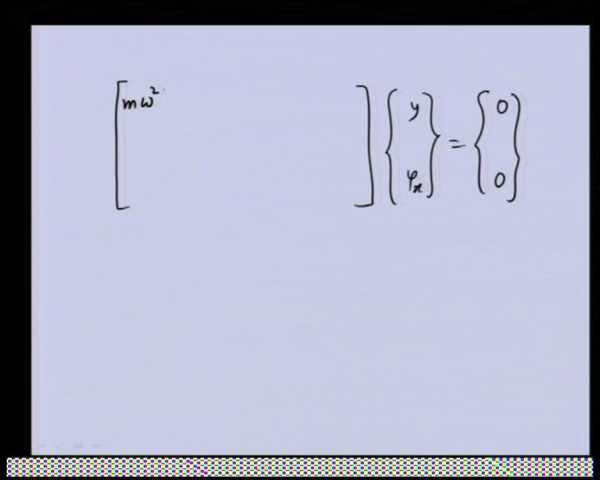 [mω² ] {y} = {0}
{φₓ} {0}